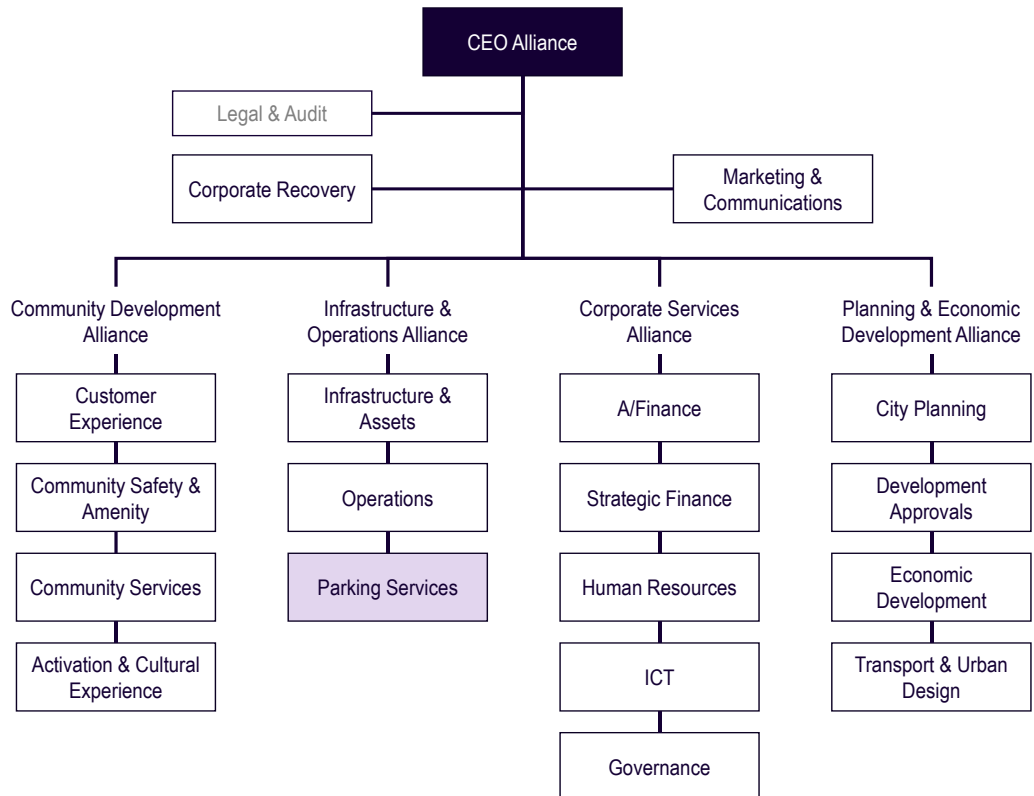 CEO Alliance
Legal & Audit
Corporate Recovery
Marketing &
Communications
Community Development
Alliance
Customer
Experience
Community Safety &
Amenity
Community Services
Activation & Cultural
Experience
Infrastructure &
Operations Alliance
Infrastructure &
Assets
Operations
Parking Services
Corporate Services
Alliance
A/Finance
Strategic Finance
Human Resources
ICT
Governance
Planning & Economic
Development Alliance
City Planning
Development
Approvals
Economic
Development
Transport & Urban
Design